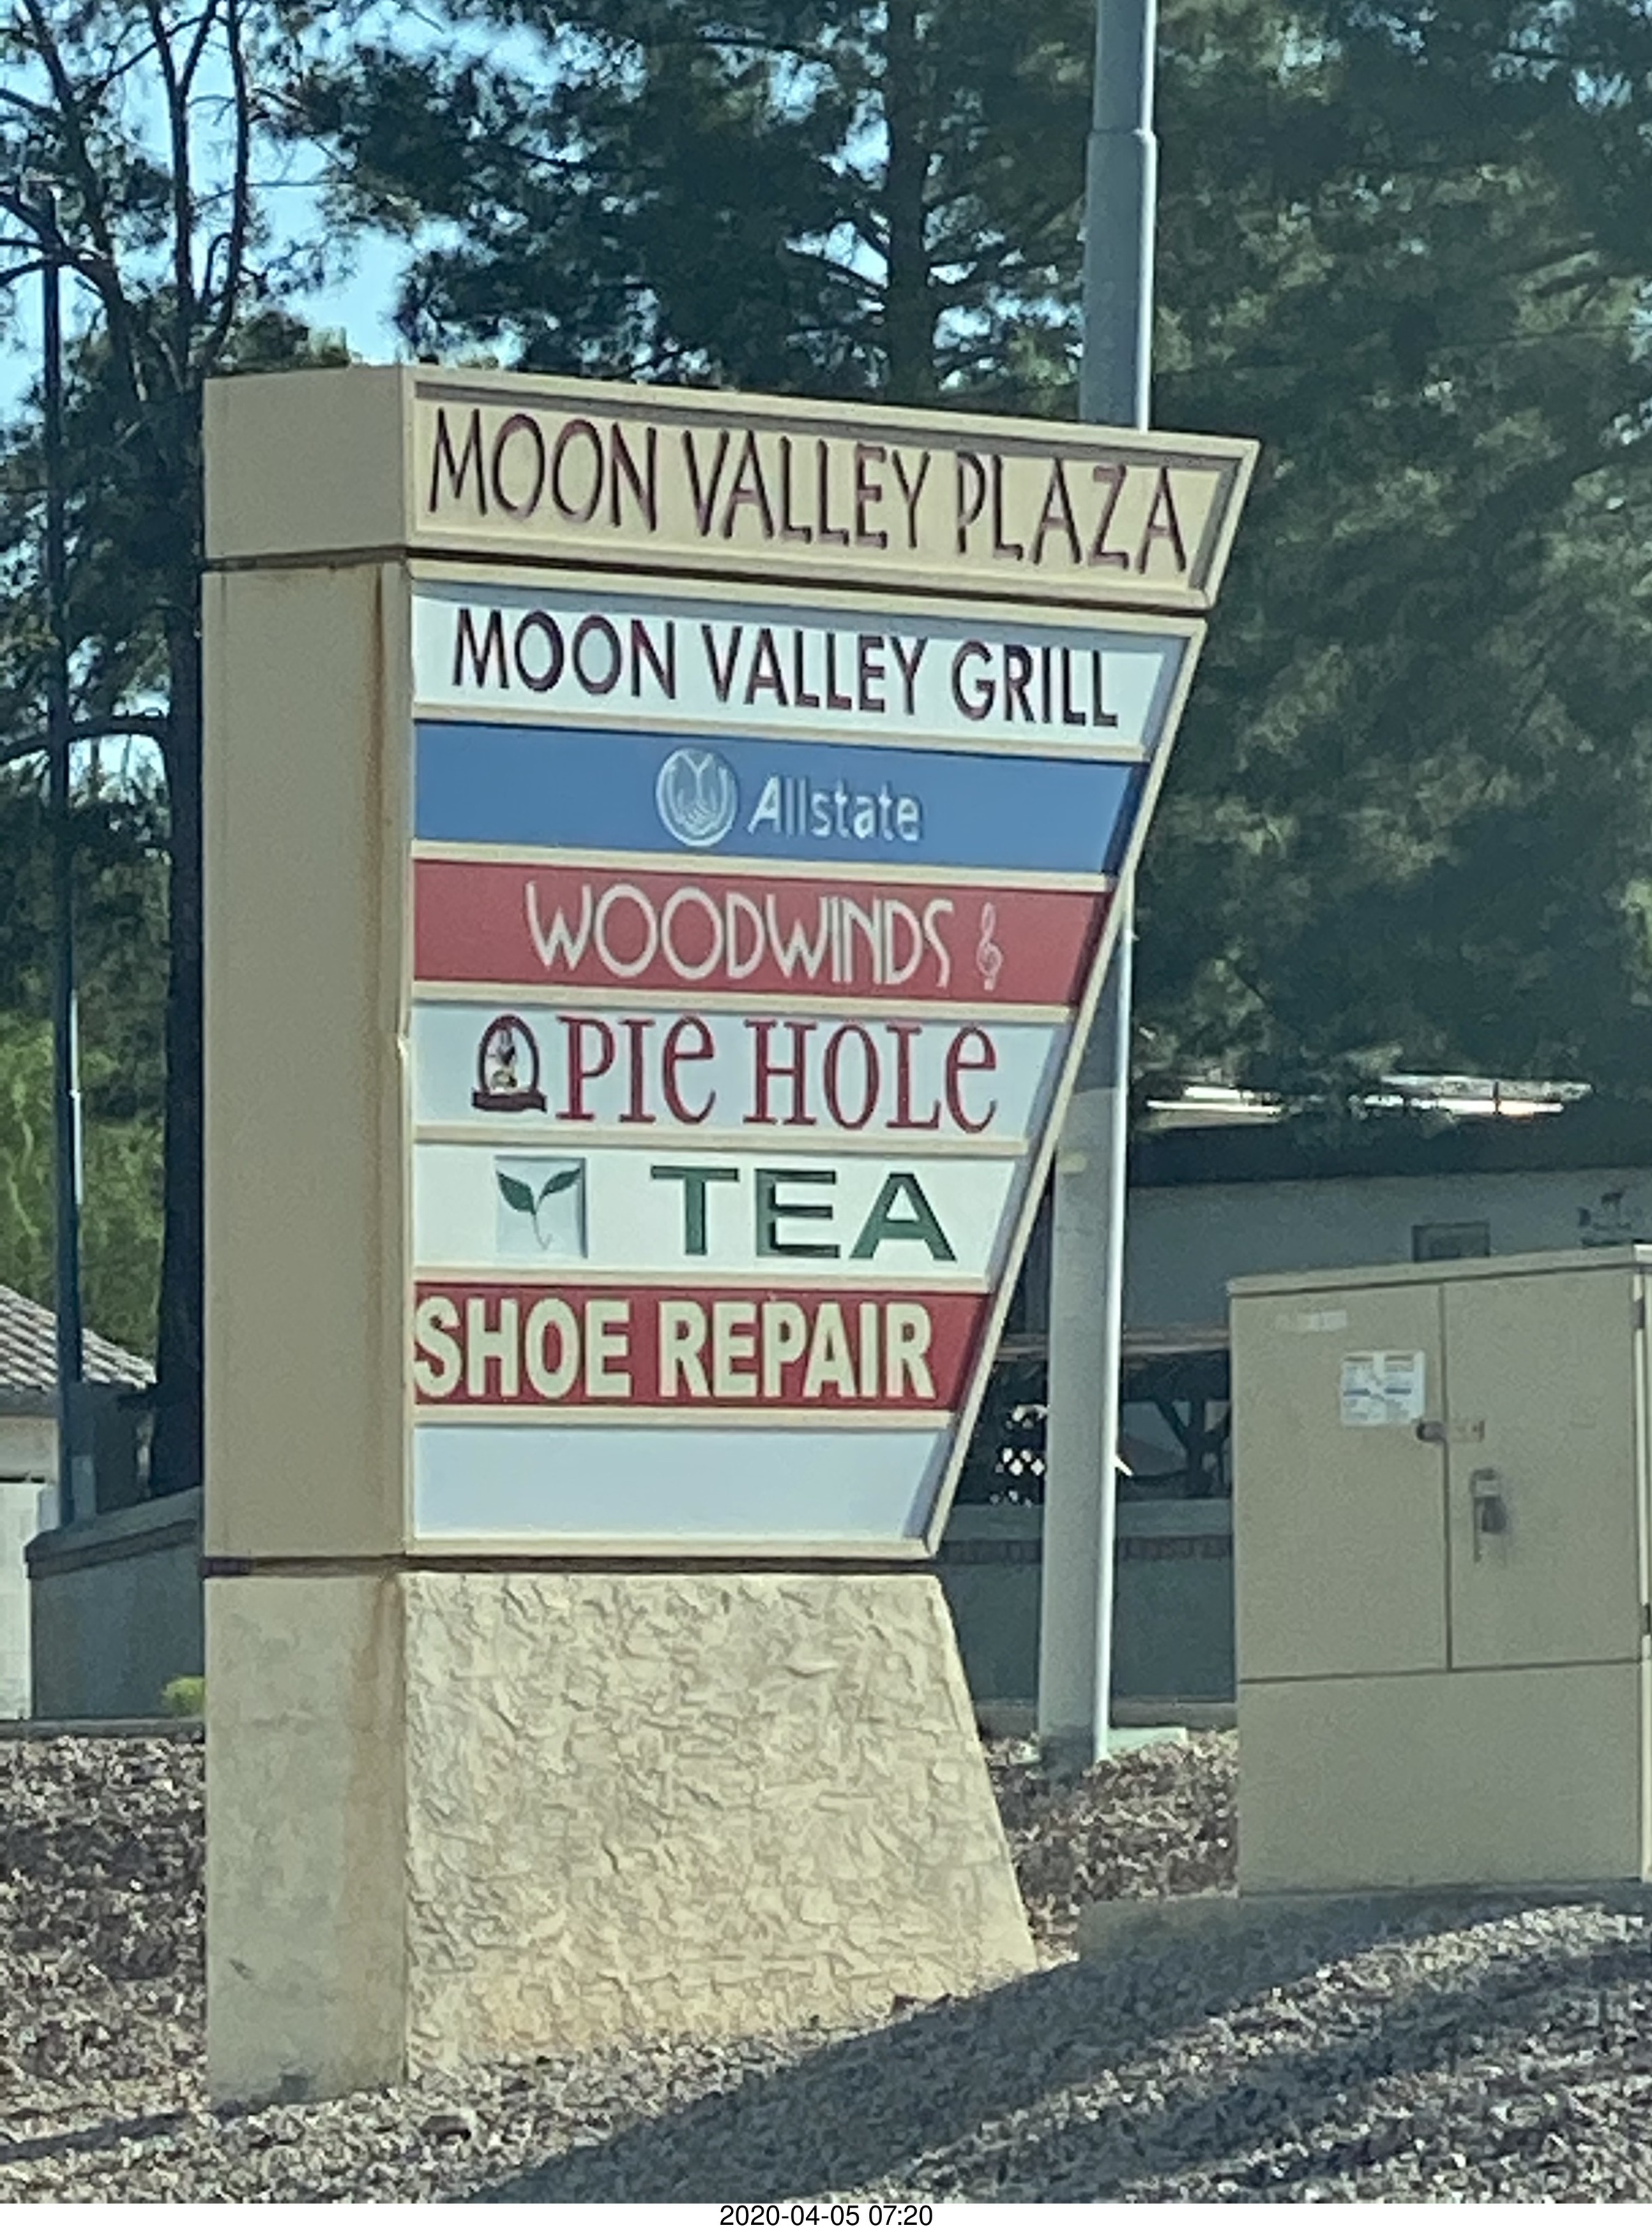 MOON VALLEY PLAZA
MOON VALLEY GRILL
Allstate
WOODWINDS
PIe HOLe
TEA
SHOE REPAIR
2020-04-05 07:20